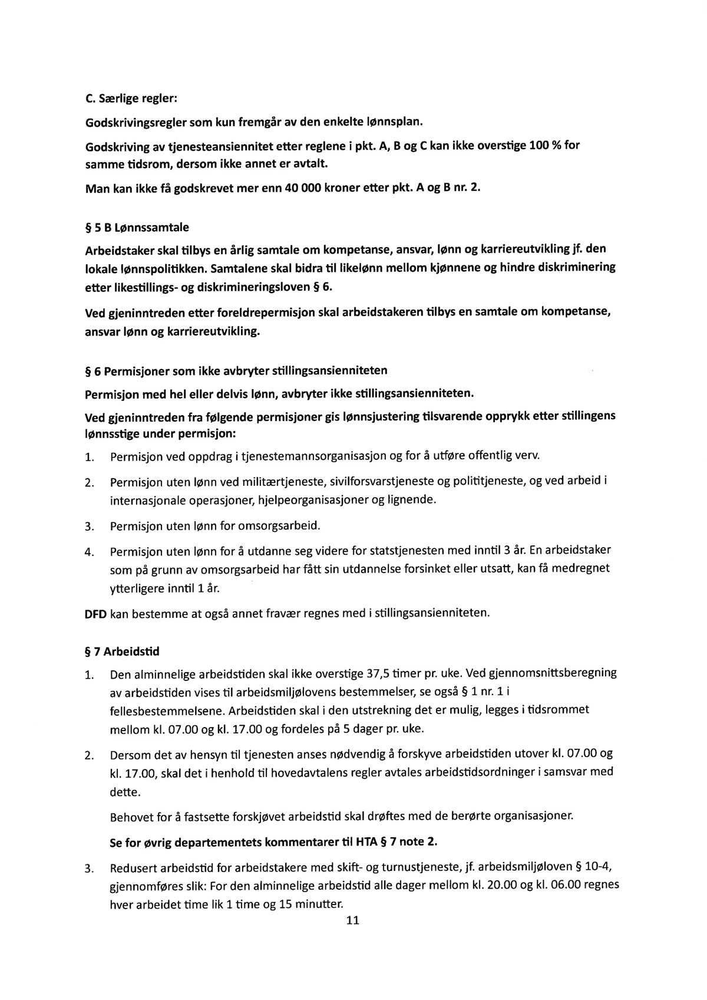 C. Særlige regler:
Godskrivingsregler som kun fremgår av den enkelte lønnsplan.
Godskriving av tjenesteansiennitet etter reglene i pkt. A, B og C kan ikke overstige 100 % for
samme tidsrom, dersom ikke annet er avtalt.
Man kan ikke få godskrevet mer enn 40 000 kroner etter pkt. A og B nr. 2.
§ 5 B Lønnssamtale
Arbeidstaker skal tilbys en årlig samtale om kompetanse, ansvar, lønn og karriereutvikling jf. den
lokale lønnspolitikken. Samtalene skal bidra til likelønn mellom kjønnene og hindre diskriminering
etter likestillings- og diskrimineringsloven § 6.
Ved gjeninntreden etter foreldrepermisjon skal arbeidstakeren tilbys en samtale om kompetanse,
ansvar lønn og karriereutvikling.
§ 6 Permisjoner som ikke avbryter stillingsansienniteten
Permisjon med hel eller delvis lønn, avbryter ikke stillingsansienniteten.
Ved gjeninntreden fra følgende permisjoner gis lønnsjustering tilsvarende opprykk etter stillingens
lønnsstige under permisjon:
1. Permisjon ved oppdrag i tjenestemannsorganisasjon og for å utføre offentlig verv.
2. Permisjon uten lønn ved militærtjeneste, sivilforsvarstjeneste og polititjeneste, og ved arbeid i
internasjonale operasjoner, hjelpeorganisasjoner og lignende.
3. Permisjon uten lønn for omsorgsarbeid.
4. Permisjon uten lønn for å utdanne seg videre for statstjenesten med inntil 3 år. En arbeidstaker
som på grunn av omsorgsarbeid har fått sin utdannelse forsinket eller utsatt, kan få medregnet
ytterligere inntil 1 år.
DFD kan bestemme at også annet fravær regnes med i stillingsansienniteten.
§ 7 Arbeidstid
1. Den alminnelige arbeidstiden skal ikke overstige 37,5 timer pr. uke. Ved gjennomsnittsberegning
av arbeidstiden vises til arbeidsmiljølovens bestemmelser, se også § 1 nr. 1 i
fellesbestemmelsene. Arbeidstiden skal i den utstrekning det er mulig, legges i tidsrommet
mellom kl. 07.00 og kl. 17.00 og fordeles på 5 dager pr. uke.
2. Dersom det av hensyn til tjenesten anses nødvendig å forskyve arbeidstiden utover kl. 07.00 og
kl. 17.00, skal det i henhold til hovedavtalens regler avtales arbeidstidsordninger i samsvar med
dette.
Behovet for å fastsette forskjøvet arbeidstid skal drøftes med de berørte organisasjoner.
Se for øvrig departementets kommentarer til HTA § 7 note 2.
3. Redusert arbeidstid for arbeidstakere med skift- og turnustjeneste, jf. arbeidsmiljøloven § 10-4,
gjennomføres slik: For den alminnelige arbeidstid alle dager mellom kl. 20.00 og kl. 06.00 regnes
hver arbeidet time lik 1 time og 15 minutter.
11